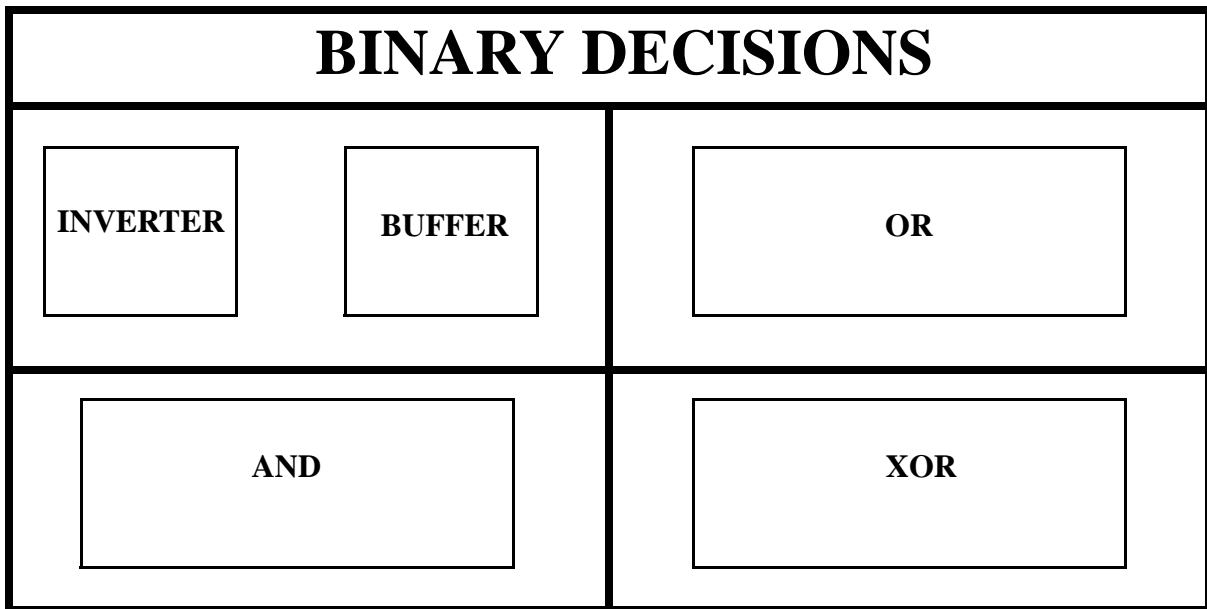 BINARY DECISIONS
INVERTER
BUFFER
OR
AND
XOR